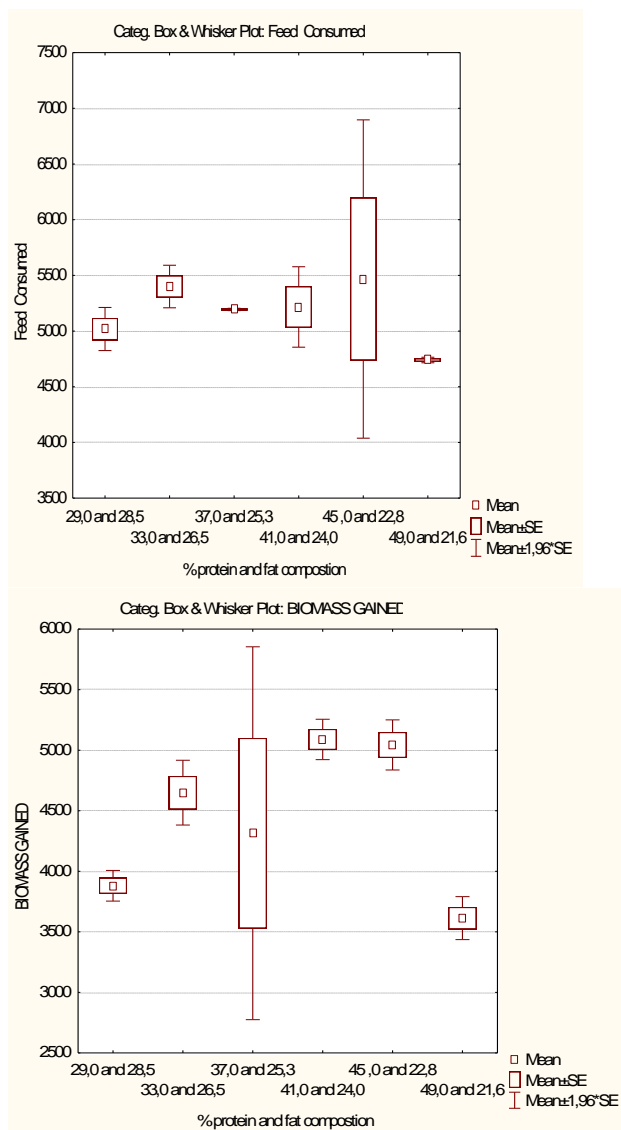 Categ. Box & Whisker Plot: Feed Consumed
7500
7000
6500
6000
5500
5000
4500
4000
3500
Feed Consumed
29,0 and 28,5 37,0 and 25,3 45,0 and 22,8
33,0 and 26,5 41,0 and 24,0 49,0 and 21,6
% protein and fat compostion
Mean
Mean±SE
Mean±1,96*SE
Categ. Box & Whisker Plot: BIOMASS GAINED
6000
5500
5000
4500
4000
3500
3000
2500
BIOMASS GAINED
29,0 and 28,5 37,0 and 25,3 45,0 and 22,8
33,0 and 26,5 41,0 and 24,0 49,0 and 21,6
% protein and fat compostion
Mean
Mean±SE
Mean±1,96*SE